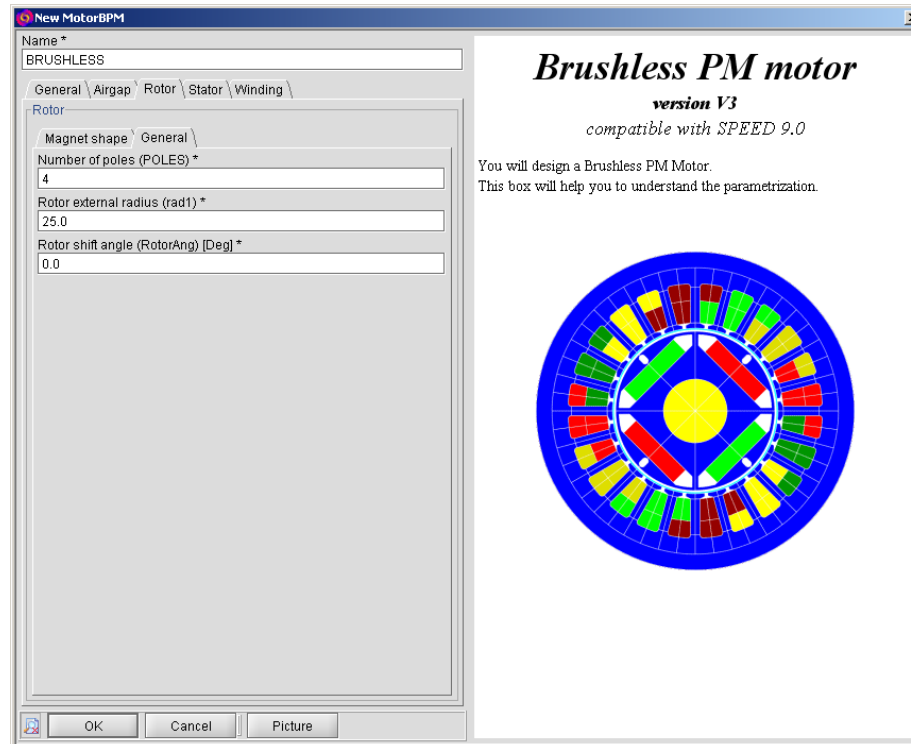 New MotorBPM
Name *
BRUSHLESS
General Airgap Rotor Stator Winding
Rotor
Magnet shape General
Number of poles (POLES) *
4
Rotor external radius (rad1) *
25.0
Rotor shift angle (RotorAng) [Deg] *
0.0
OK Cancel Picture
Brushless PM motor
version V3
compatible with SPEED 9.0
You will design a Brushless PM Motor.
This box will help you to understand the parametrization.